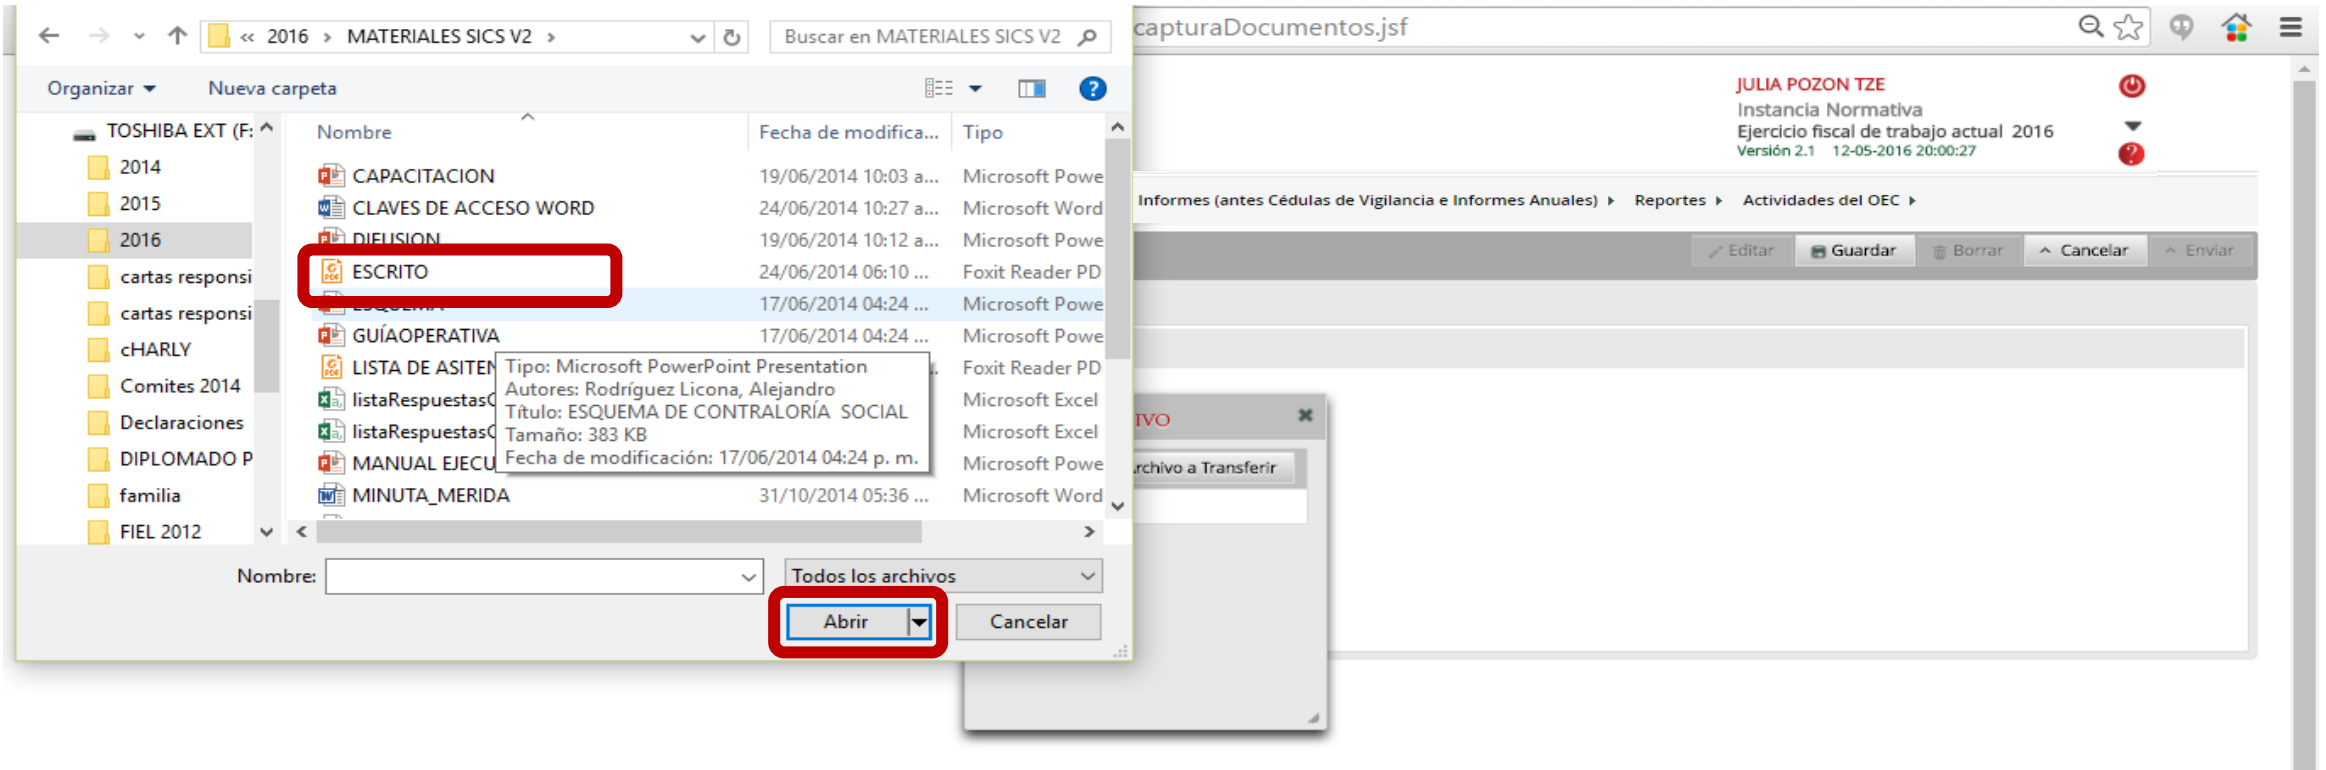 « 2016 › MATERIALES SICS V2 ›
Buscar en MATERIALES SICS V2
capturaDocumentos.jsf
Organizar
Nueva carpeta
JULIA POZON TZE
Instancia Normativa
Ejercicio fiscal de trabajo actual 2016
Versión 2.1 12-05-2016 20:00:27
Informes (antes Cédulas de Vigilancia e Informes Anuales)
Reportes
Actividades del OEC
Editar
Guardar
Borrar
Cancelar
Enviar
TOSHIBA EXT (F:
2014
2015
2016
cartas responsi
cartas responsi
cHARLY
Comites 2014
Declaraciones
DIPLOMADO P
familia
FIEL 2012
Nombre Fecha de modifica... Tipo
CAPACITACION 19/06/2014 10:03 a... Microsoft Powe
CLAVES DE ACCESO WORD 24/06/2014 10:27 a... Microsoft Word
DIFUSION 19/06/2014 10:12 a... Microsoft Powe
ESCRITO 24/06/2014 06:10 ... Foxit Reader PD
ESQUEMA 17/06/2014 04:24 ... Microsoft Powe
GUÍAOPERATIVA 17/06/2014 04:24 ... Microsoft Powe
LISTA DE ASITEN Foxit Reader PD
listaRespuestasC Microsoft Excel
listaRespuestasC Microsoft Excel
MANUAL EJECU Microsoft Powe
MINUTA_MERIDA 31/10/2014 05:36 ... Microsoft Word
Tipo: Microsoft PowerPoint Presentation
Autores: Rodríguez Licona, Alejandro
Título: ESQUEMA DE CONTRALORÍA SOCIAL
Tamaño: 383 KB
Fecha de modificación: 17/06/2014 04:24 p. m.
IVO
rchivo a Transferir
Nombre:
Todos los archivos
Abrir
Cancelar